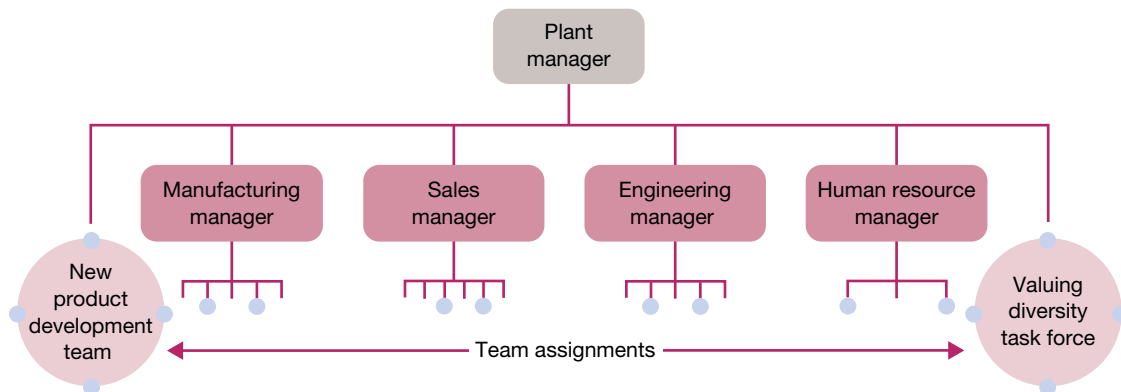 Plant
manager
Manufacturing
manager
Sales
manager
Engineering
manager
Human resource
manager
New
product
development
team
Valuing
diversity
task force
Team assignments